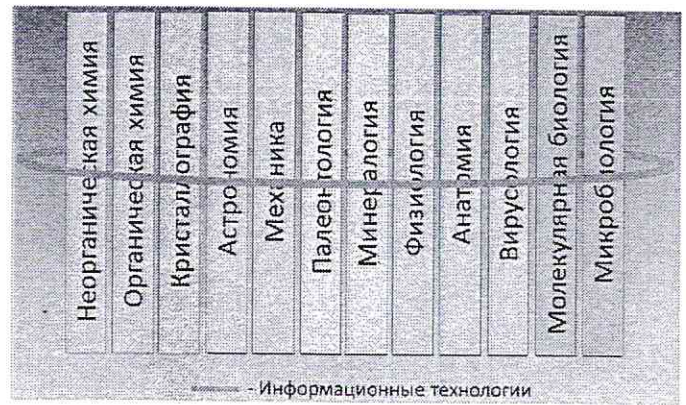 Неорганическая химия
Органическая химия
Кристаллография
Астрономия
Механика
Палеонтология
Минералогия
Физиология
Анатомия
Вирусология
Молекулярная биология
Микробиология
- Информационные технологии